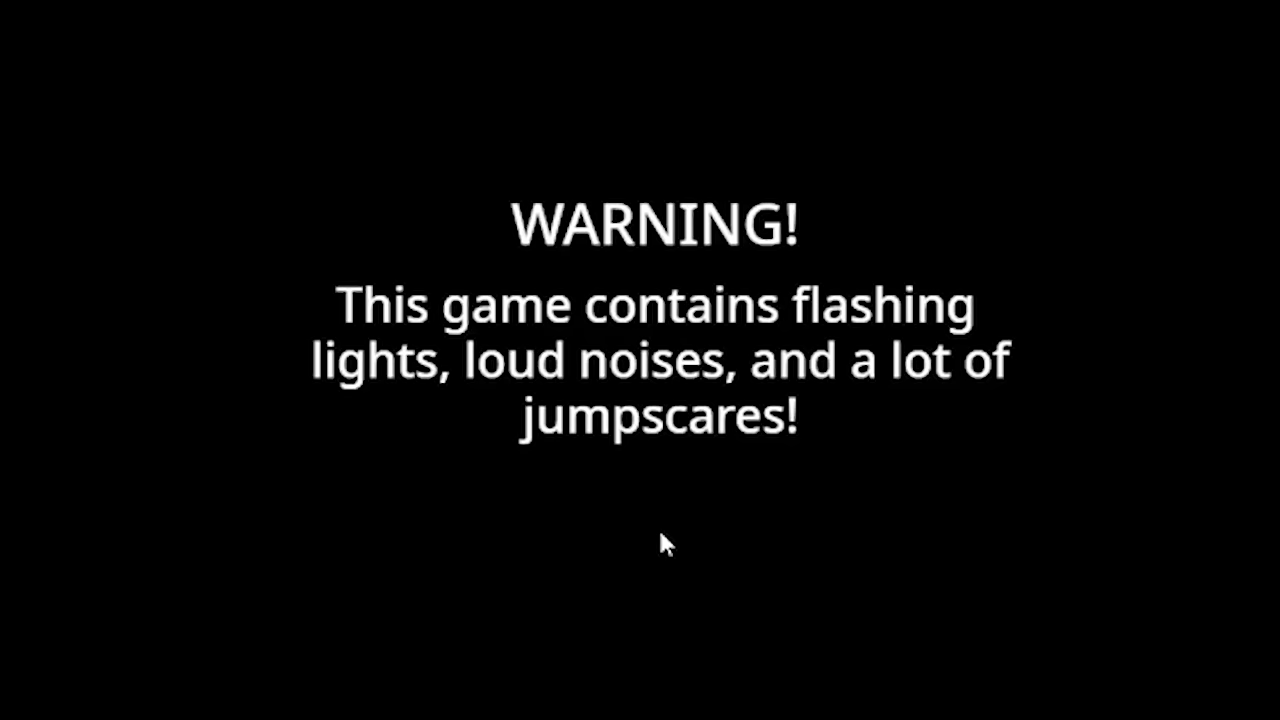 WARNING!
This game contains flashing
lights, loud noises, and a lot of
jumpscares!